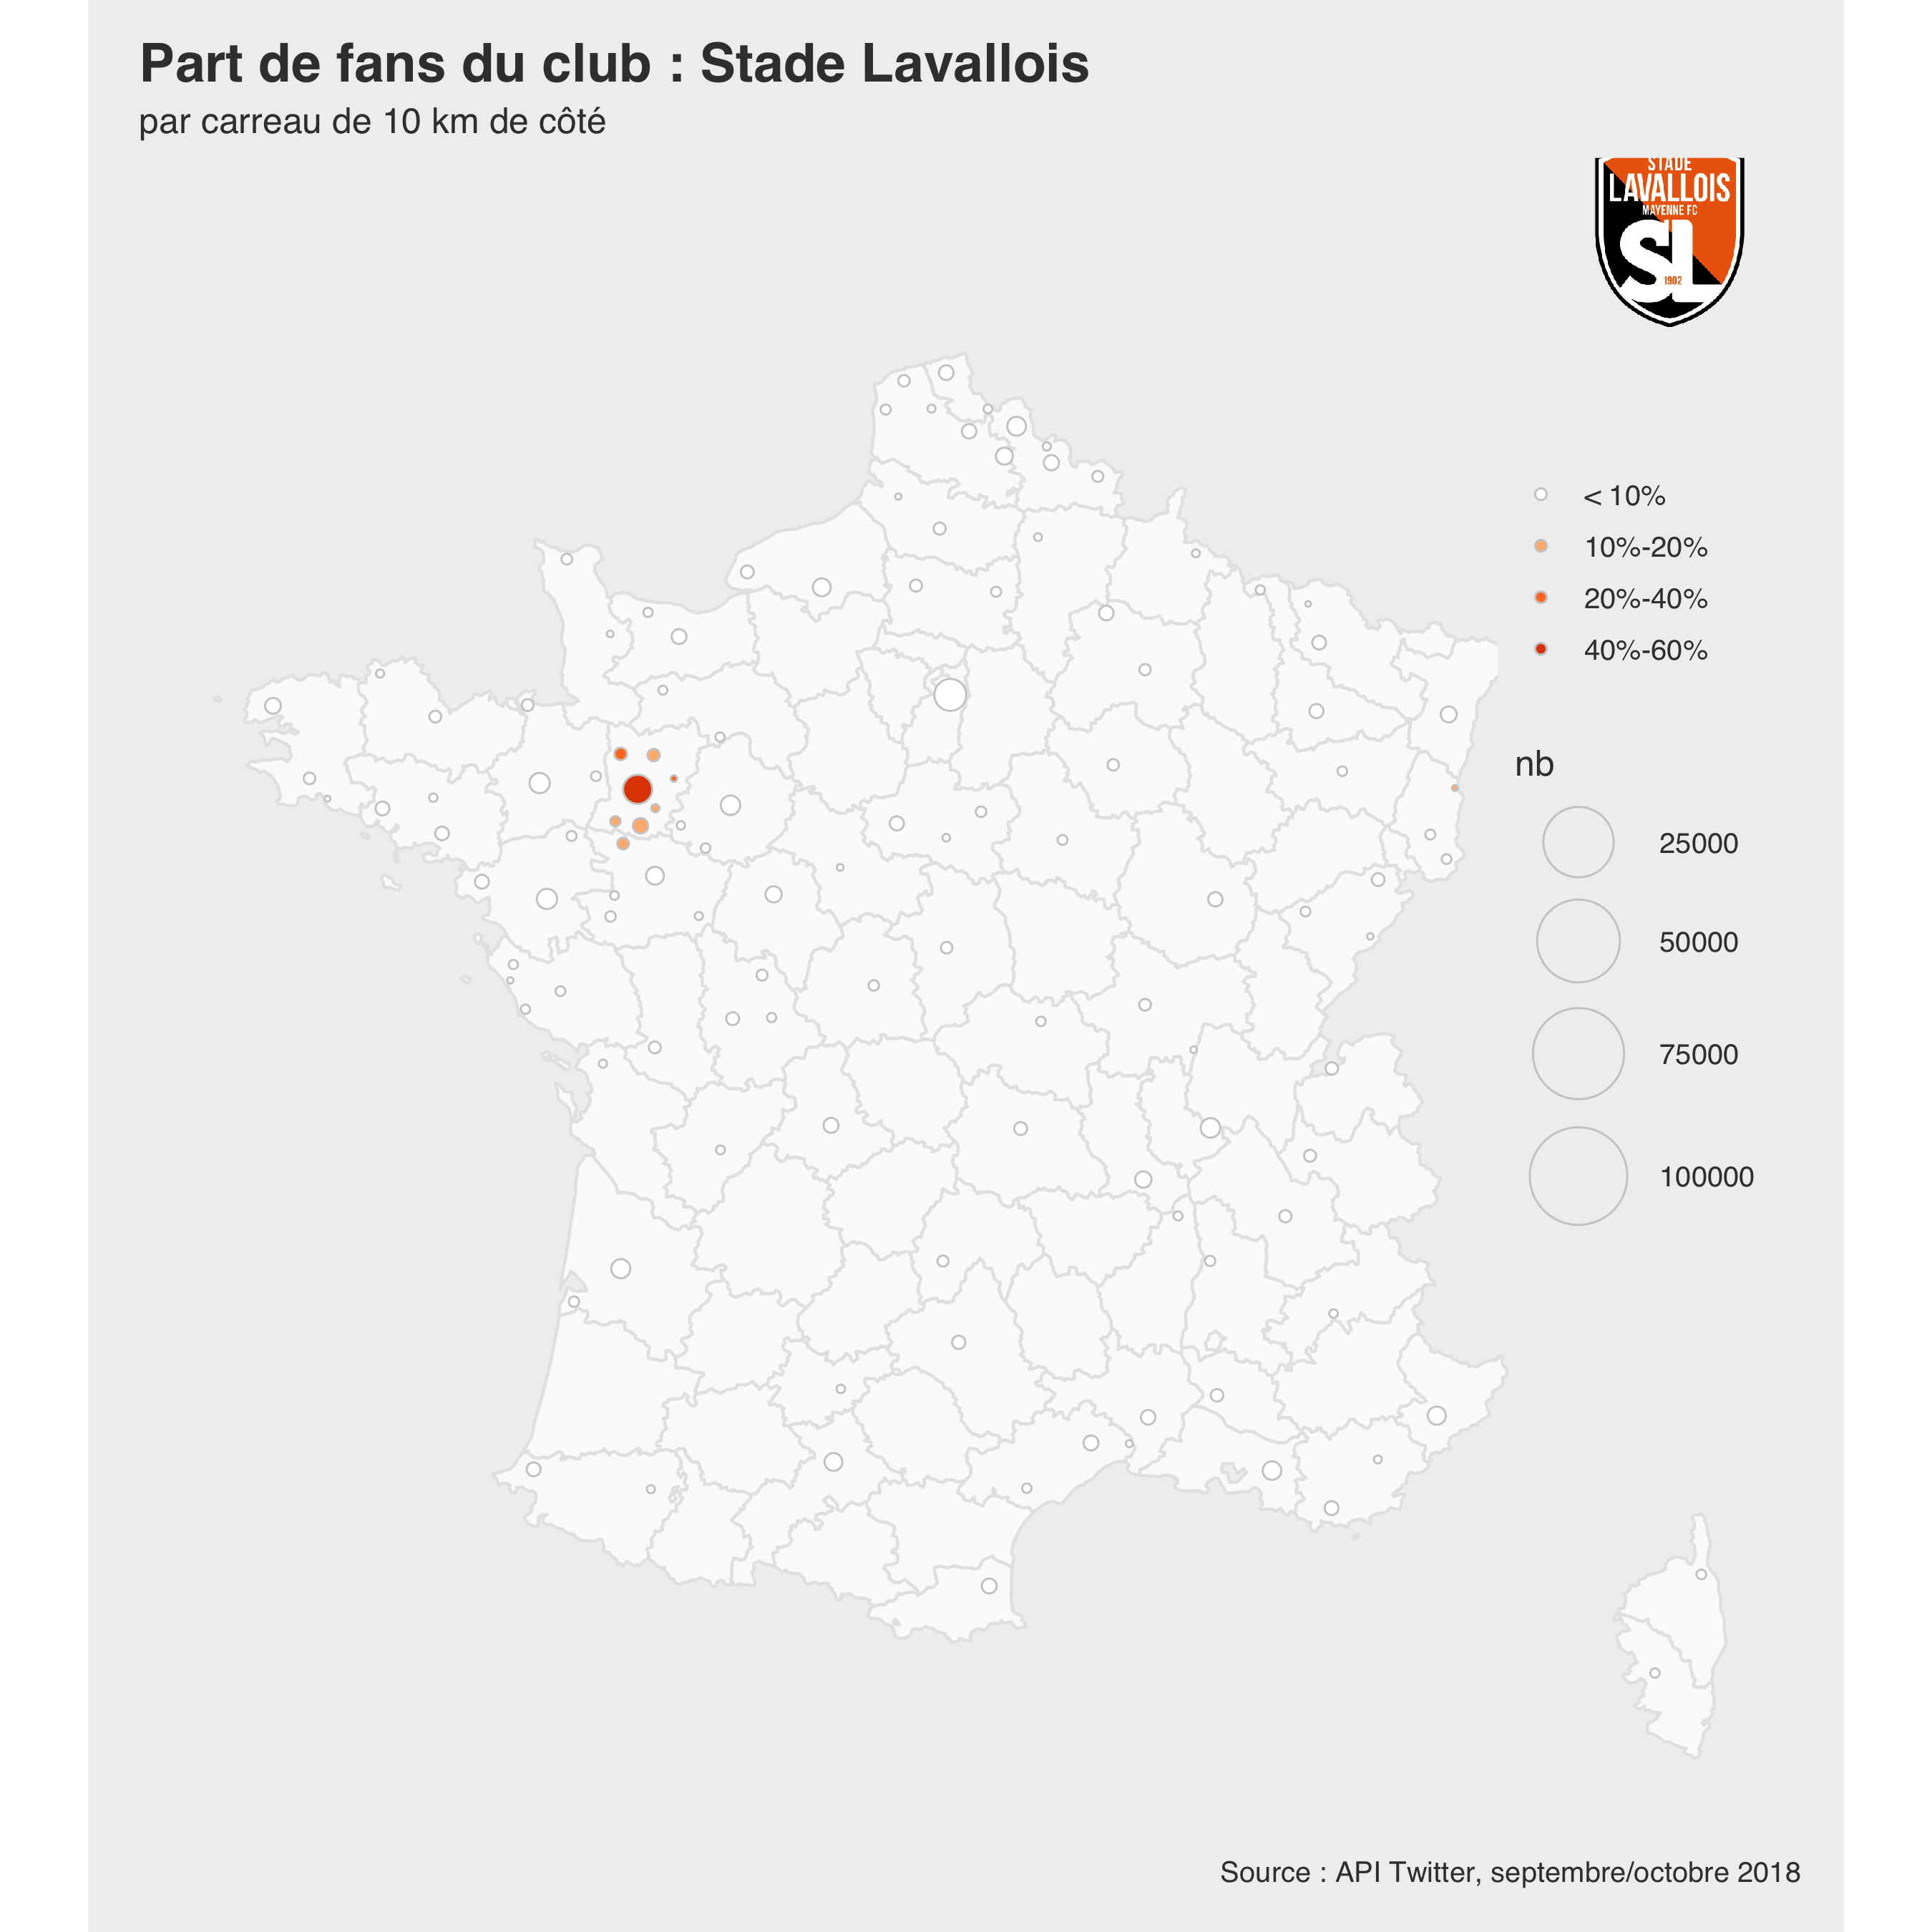 Part de fans du club : Stade Lavallois
par carreau de 10 km de côté
STADE
LAVALLOIS
MAYENNE FC
SL
1902
< 10%
10%-20%
20%-40%
40%-60%
nb
25000
50000
75000
100000
Source : API Twitter, septembre/octobre 2018